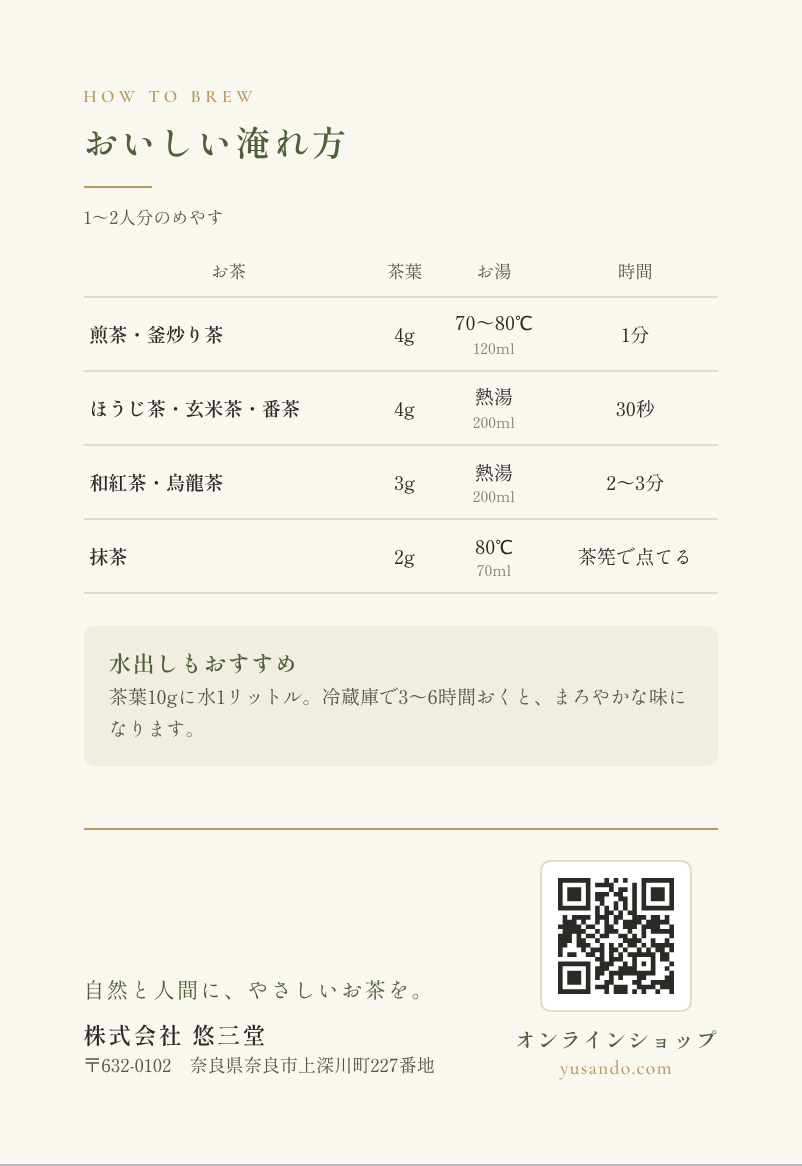 HOW TO BREW
おいしい淹れ方
1〜2人分のめやす
お茶 茶葉 お湯 時間
煎茶・釜炒り茶 4g 70〜80℃ 120ml 1分
ほうじ茶・玄米茶・番茶 4g 熱湯 200ml 30秒
和紅茶・烏龍茶 3g 熱湯 200ml 2〜3分
抹茶 2g 80℃ 70ml 茶筅で点てる
水出しもおすすめ
茶葉10gに水1リットル。冷蔵庫で3〜6時間おくと、まろやかな味に
なります。
自然と人間に、やさしいお茶を。
株式会社 悠三堂
〒632-0102 奈良県奈良市上深川町227番地
オンラインショップ
yusando.com